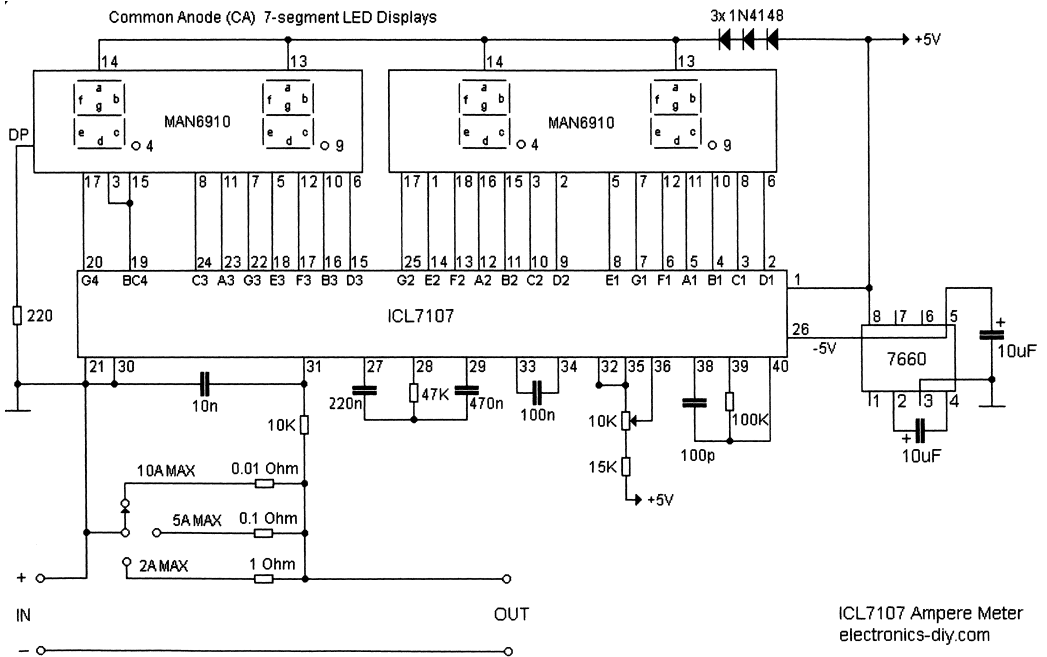 Common Anode (CA) 7-segment LED Displays
3x 1N4148
+5V
14 13 14 13
a a a a
f b f b f b f b
g g g g
MAN6910 MAN6910
e c e c e c e c
d d d d
DP
4 9 4 9
17 3 15 8 11 7 5 12 10 6 17 1 18 16 15 3 2 5 7 12 11 10 8 6
20 19 24 23 22 18 17 16 15 25 14 13 12 11 10 9 8 7 6 5 4 3 2
G4 BC4 C3 A3 G3 E3 F3 B3 D3 G2 E2 F2 A2 B2 C2 D2 E1 G1 F1 A1 B1 C1 D1
1
220
ICL7107
26
-5V
8 7 6 5
7660
+
10uF
1 2 3 4
+
10uF
21 30 31 27 28 29 33 34 32 35 36 38 39 40
10n
220n
47K
470n
100n
10K
10K
100K
100p
15K
+5V
10A MAX 0.01 Ohm
5A MAX 0.1 Ohm
2A MAX 1 Ohm
+
IN OUT
–
ICL7107 Ampere Meter
electronics-diy.com